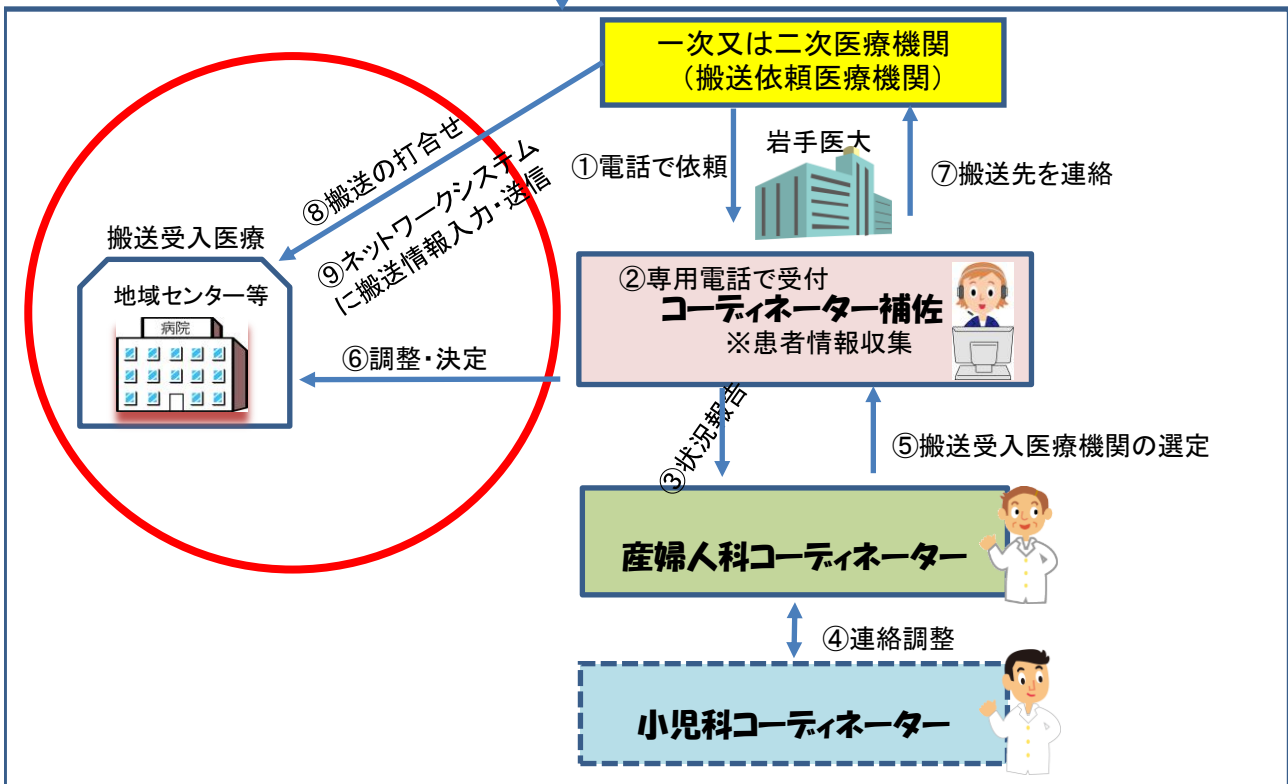 一次又は二次医療機関
(搬送依頼医療機関)
①電話で依頼
岩手医大
⑦搬送先を連絡
⑧搬送の打合せ
⑨ネットワークシステム
に搬送情報入力・送信
搬送受入医療
地域センター等
病院
②専用電話で受付
コーディネーター補佐
※患者情報収集
⑥調整・決定
③状況報告
⑤搬送受入医療機関の選定
産婦人科コーディネーター
④連絡調整
小児科コーディネーター